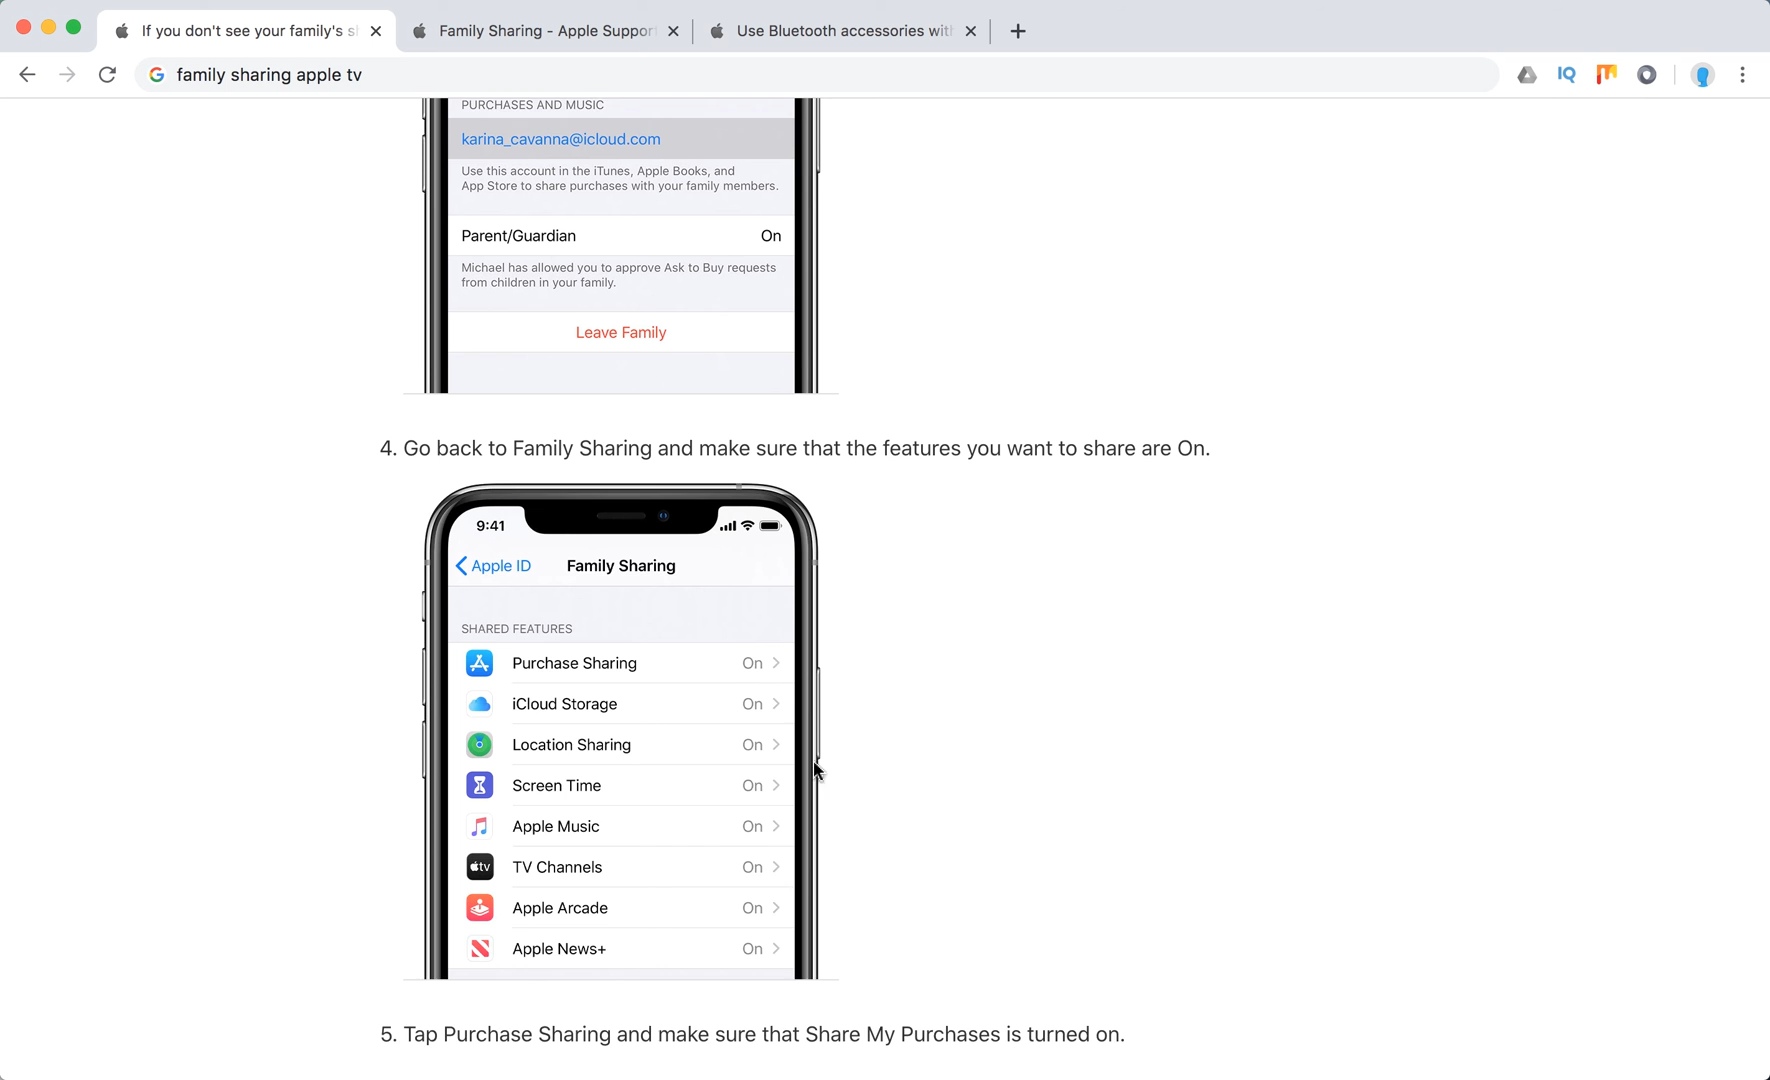 If you don't see your family's s
Family Sharing - Apple Suppor
Use Bluetooth accessories wit
family sharing apple tv
IQ
PURCHASES AND MUSIC
karina_cavanna@icloud.com
Use this account in the iTunes, Apple Books, and
App Store to share purchases with your family members.
Parent/Guardian On
Michael has allowed you to approve Ask to Buy requests
from children in your family.
Leave Family
4. Go back to Family Sharing and make sure that the features you want to share are On.
9:41
Apple ID Family Sharing
SHARED FEATURES
Purchase Sharing On
iCloud Storage On
Location Sharing On
Screen Time On
Apple Music On
tv TV Channels On
Apple Arcade On
Apple News+ On
5. Tap Purchase Sharing and make sure that Share My Purchases is turned on.